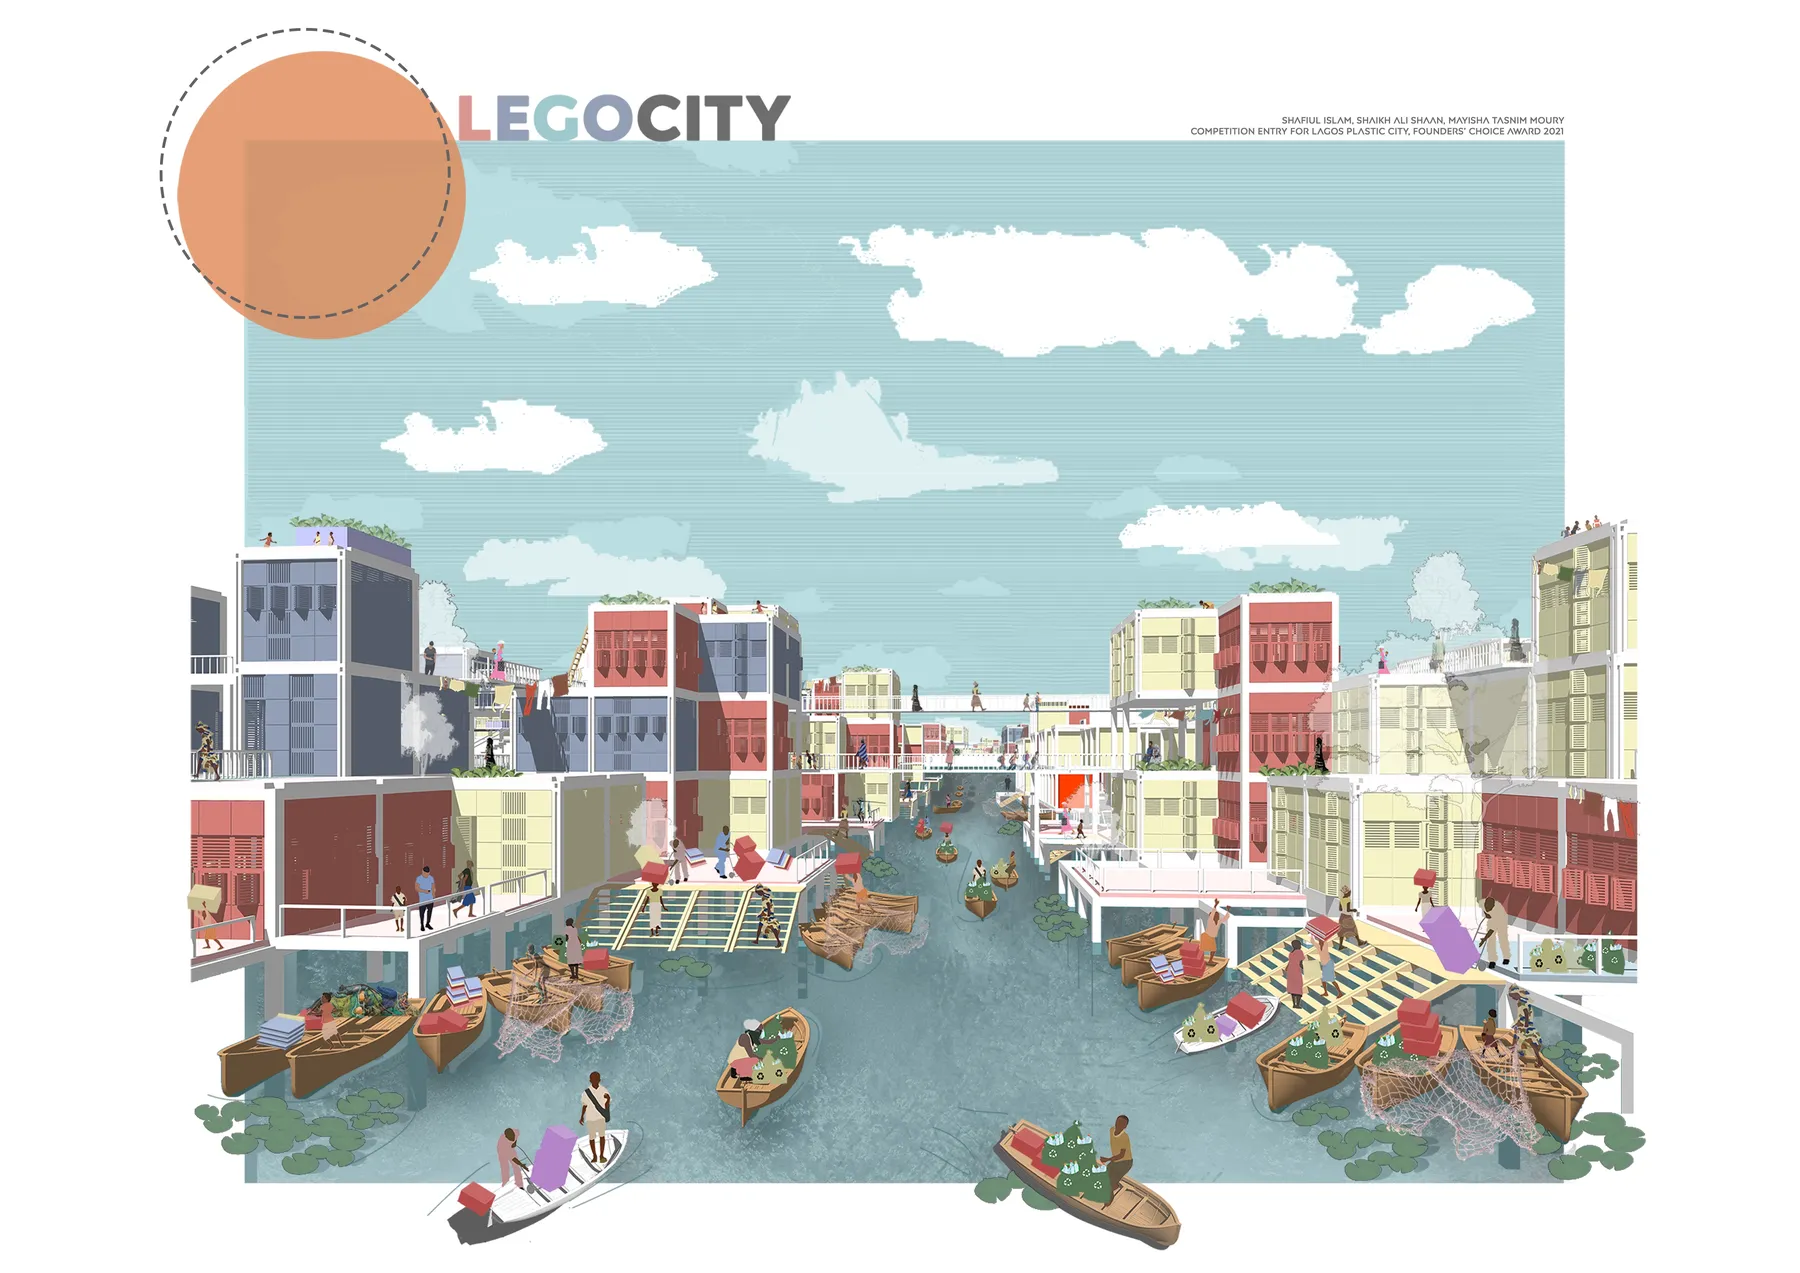 LEGOCITY
SHAFIUL ISLAM, SHAIKH ALI SHAAN, MAYISHA TASNIM MOURY
COMPETITION ENTRY FOR LAGOS PLASTIC CITY, FOUNDERS' CHOICE AWARD 2021